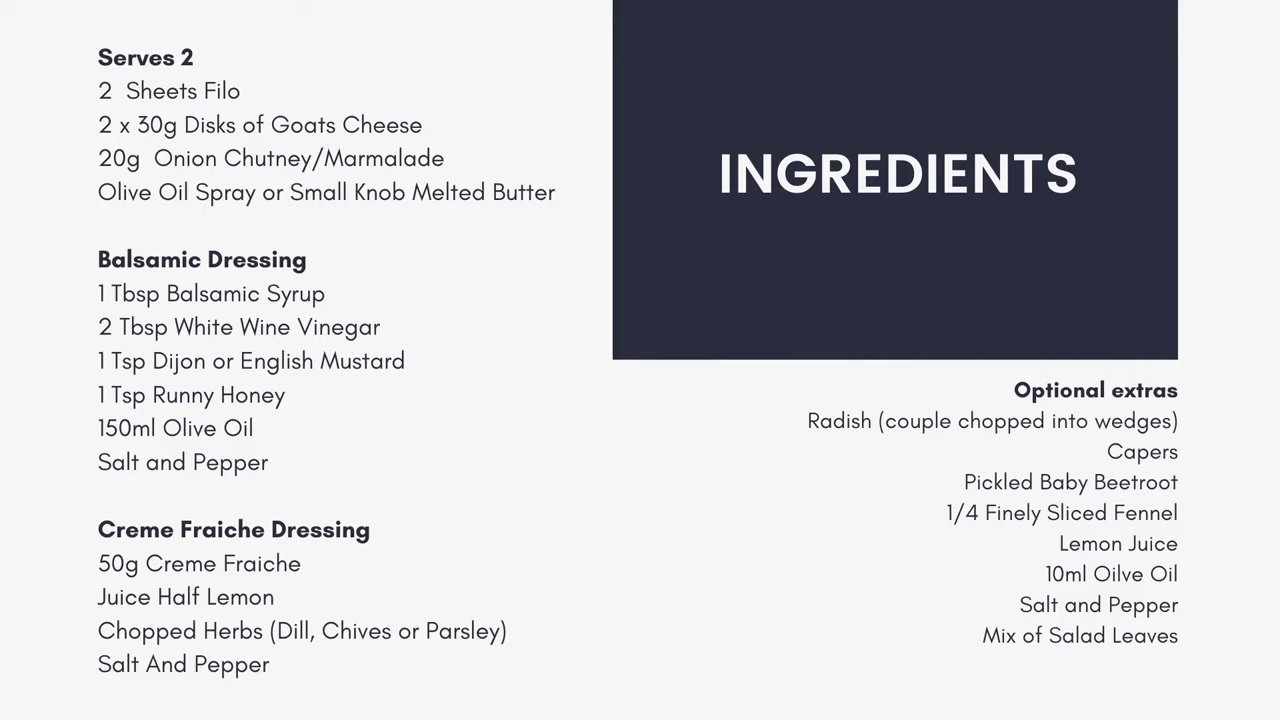 Serves 2
2 Sheets Filo
2 x 30g Disks of Goats Cheese
20g Onion Chutney/Marmalade
Olive Oil Spray or Small Knob Melted Butter
Balsamic Dressing
1 Tbsp Balsamic Syrup
2 Tbsp White Wine Vinegar
1 Tsp Dijon or English Mustard
1 Tsp Runny Honey
150ml Olive Oil
Salt and Pepper
Creme Fraiche Dressing
50g Creme Fraiche
Juice Half Lemon
Chopped Herbs (Dill, Chives or Parsley)
Salt And Pepper
INGREDIENTS
Optional extras
Radish (couple chopped into wedges)
Capers
Pickled Baby Beetroot
1/4 Finely Sliced Fennel
Lemon Juice
10ml Oilve Oil
Salt and Pepper
Mix of Salad Leaves